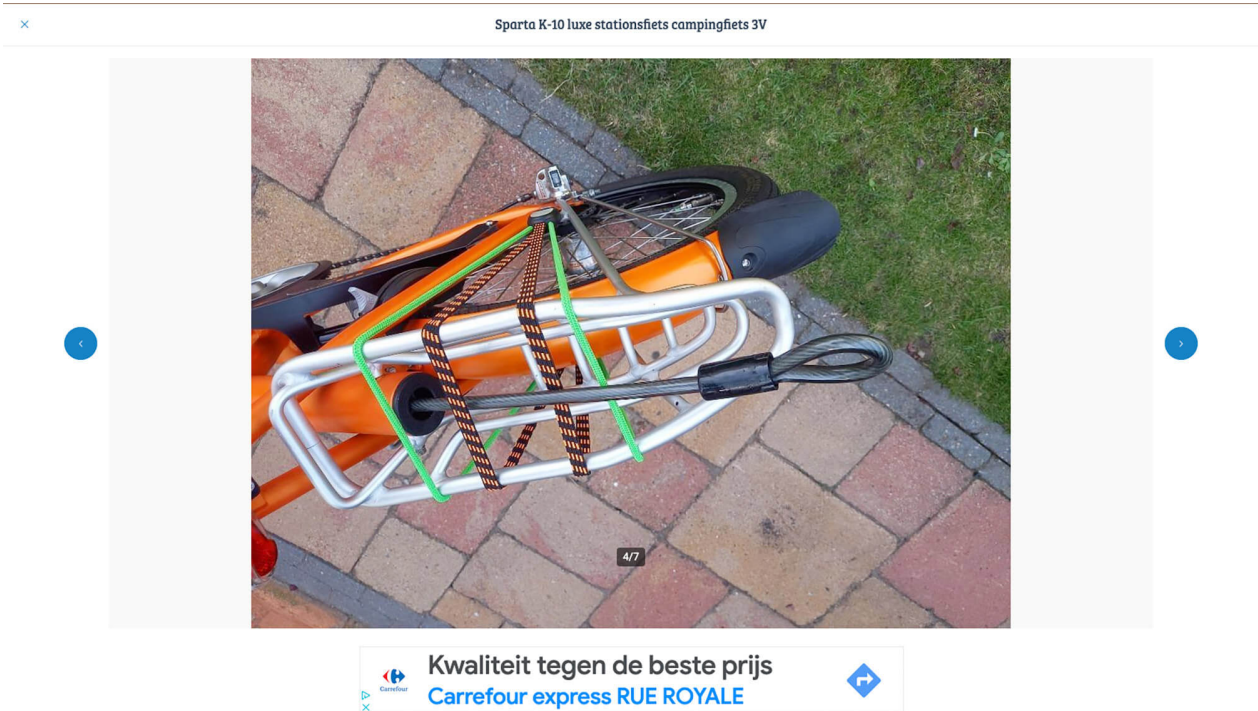 Sparta K-10 luxe stationsfiets campingfiets 3V
4/7
Kwaliteit tegen de beste prijs
Carrefour
Carrefour express RUE ROYALE